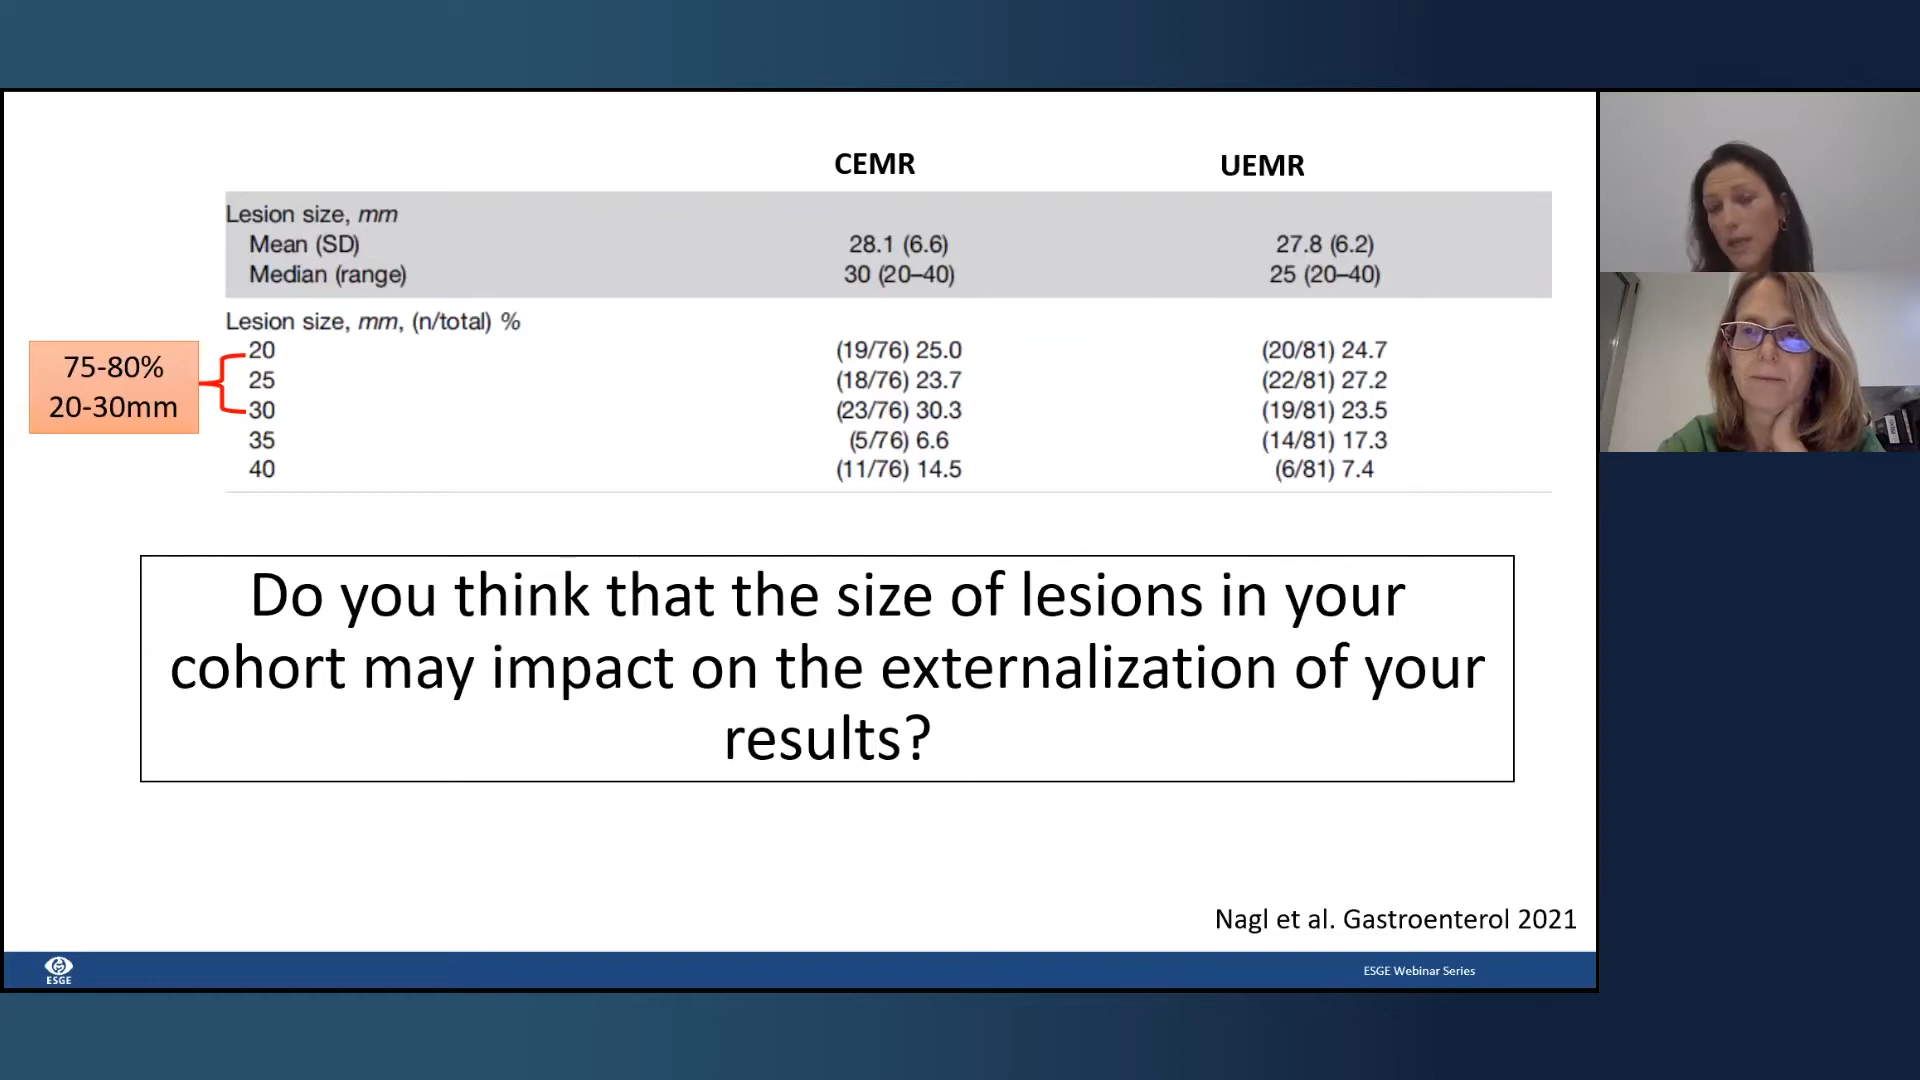 CEMR UEMR
Lesion size, mm
Mean (SD) 28.1 (6.6) 27.8 (6.2)
Median (range) 30 (20–40) 25 (20–40)
Lesion size, mm, (n/total) %
20 (19/76) 25.0 (20/81) 24.7
25 (18/76) 23.7 (22/81) 27.2
30 (23/76) 30.3 (19/81) 23.5
35 (5/76) 6.6 (14/81) 17.3
40 (11/76) 14.5 (6/81) 7.4
75-80%
20-30mm
Do you think that the size of lesions in your
cohort may impact on the externalization of your
results?
Nagl et al. Gastroenterol 2021
ESGE
ESGE Webinar Series